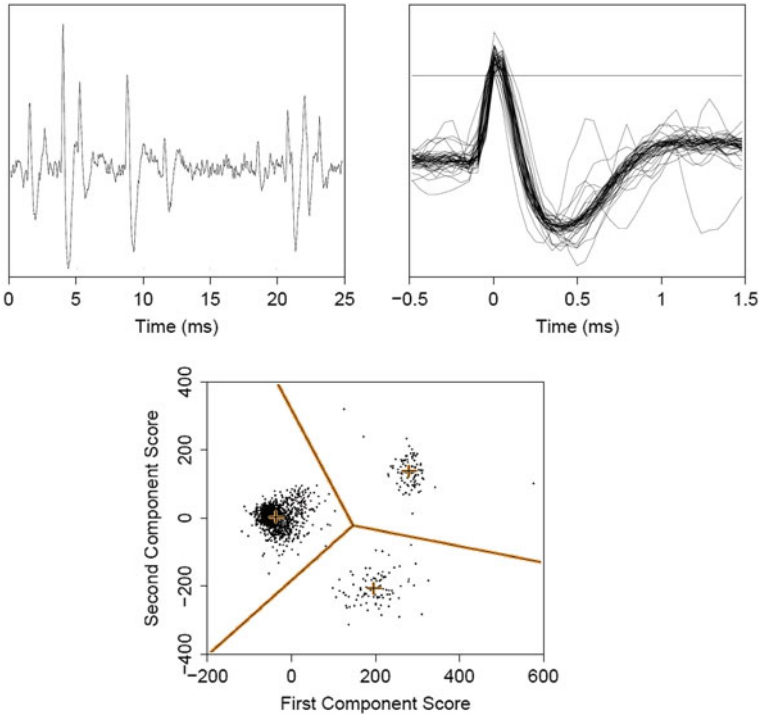 0 5 10 15 20 25
Time (ms)
−0.5 0 0.5 1 1.5
Time (ms)
400
200
0
−200
−400
Second Component Score
−200 0 200 400 600
First Component Score